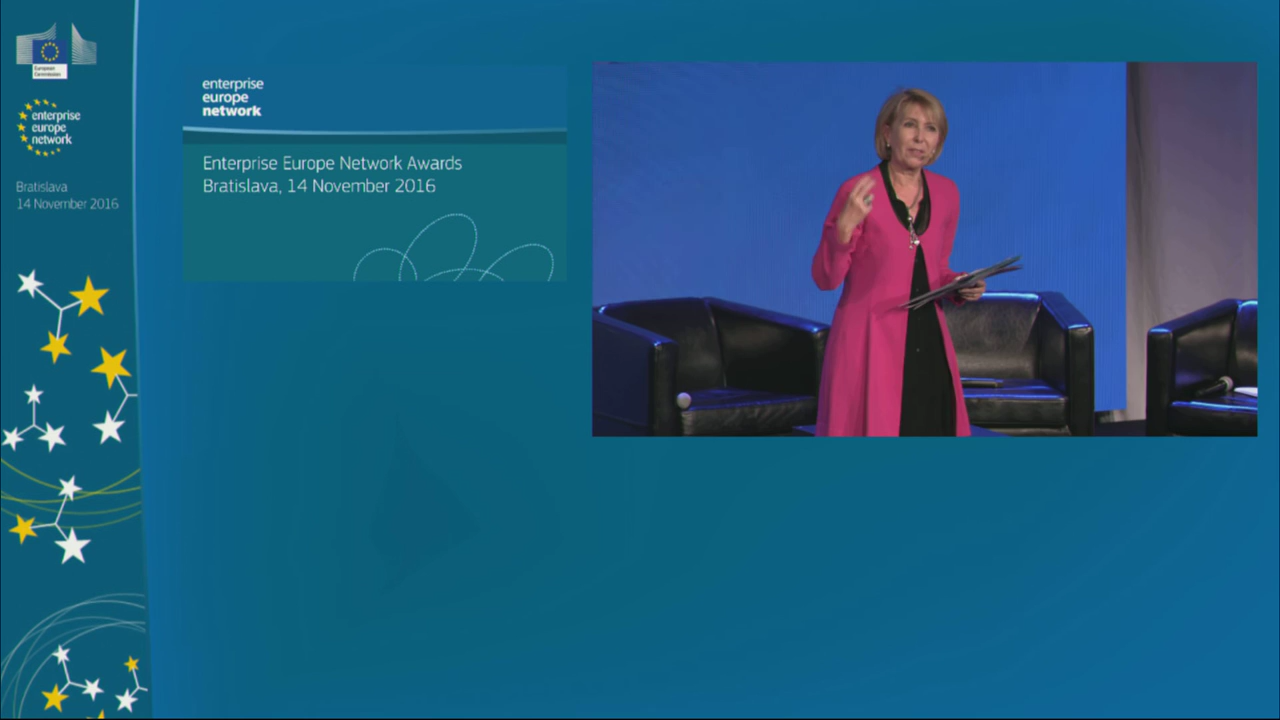 European
Commission
enterprise
europe
network
Bratislava
14 November 2016
enterprise
europe
network
Enterprise Europe Network Awards
Bratislava, 14 November 2016